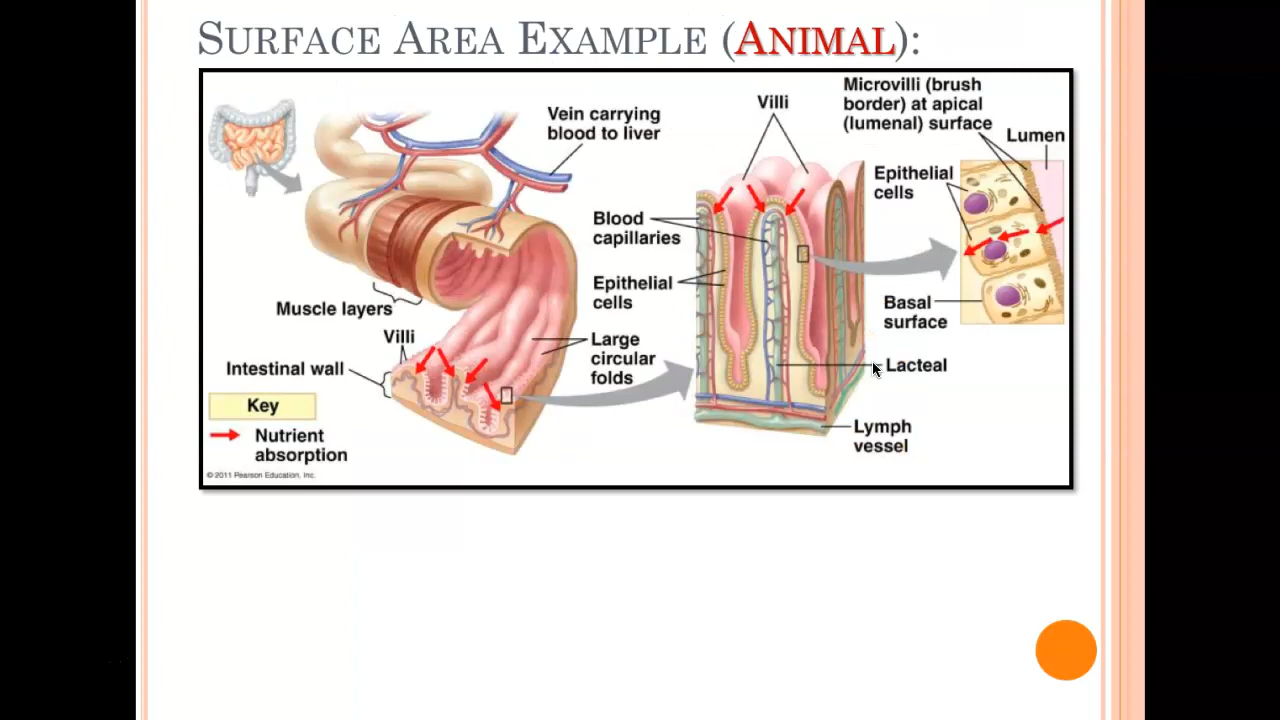 SURFACE AREA EXAMPLE (ANIMAL):
Vein carrying
blood to liver
Muscle layers
Villi
Intestinal wall
Large
circular
folds
Key
Nutrient
absorption
© 2011 Pearson Education, Inc.
Villi
Blood
capillaries
Epithelial
cells
Lacteal
Lymph
vessel
Microvilli (brush
border) at apical
(lumenal) surface
Lumen
Epithelial
cells
Basal
surface